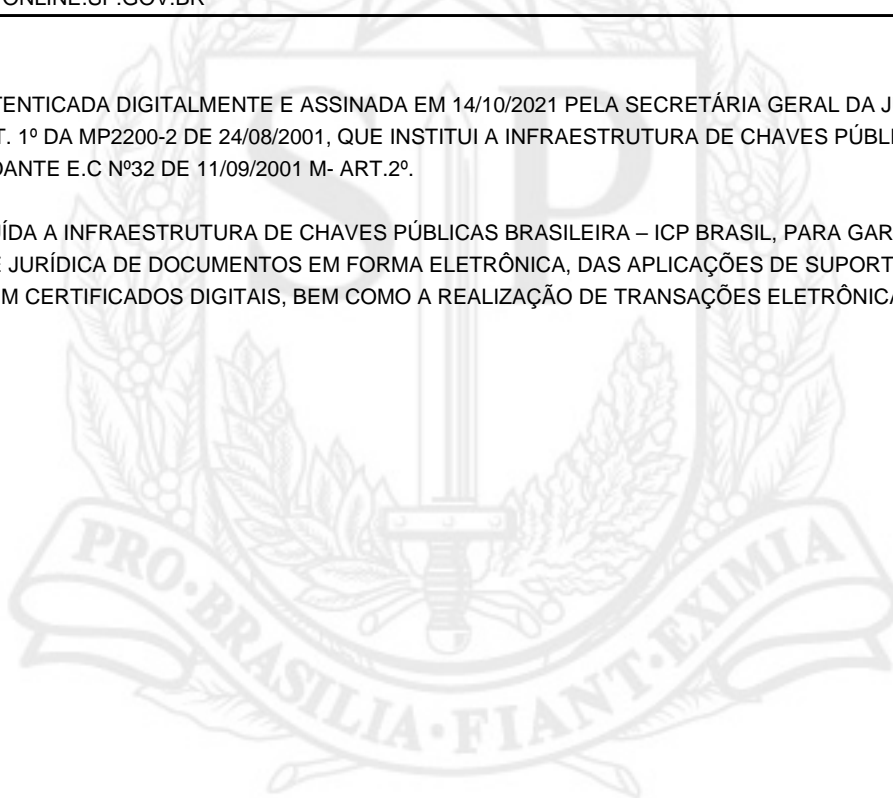 ONLINE.SP.GOV.BR
TENTICADA DIGITALMENTE E ASSINADA EM 14/10/2021 PELA SECRETÁRIA GERAL DA J
T. 1º DA MP2200-2 DE 24/08/2001, QUE INSTITUI A INFRAESTRUTURA DE CHAVES PÚBL
DANTE E.C Nº32 DE 11/09/2001 M- ART.2º.
ÍDA A INFRAESTRUTURA DE CHAVES PÚBLICAS BRASILEIRA – ICP BRASIL, PARA GAR
E JURÍDICA DE DOCUMENTOS EM FORMA ELETRÔNICA, DAS APLICAÇÕES DE SUPORT
M CERTIFICADOS DIGITAIS, BEM COMO A REALIZAÇÃO DE TRANSAÇÕES ELETRÔNICA
SP
PRO·BRASILIA·FIANT·EXIMIA